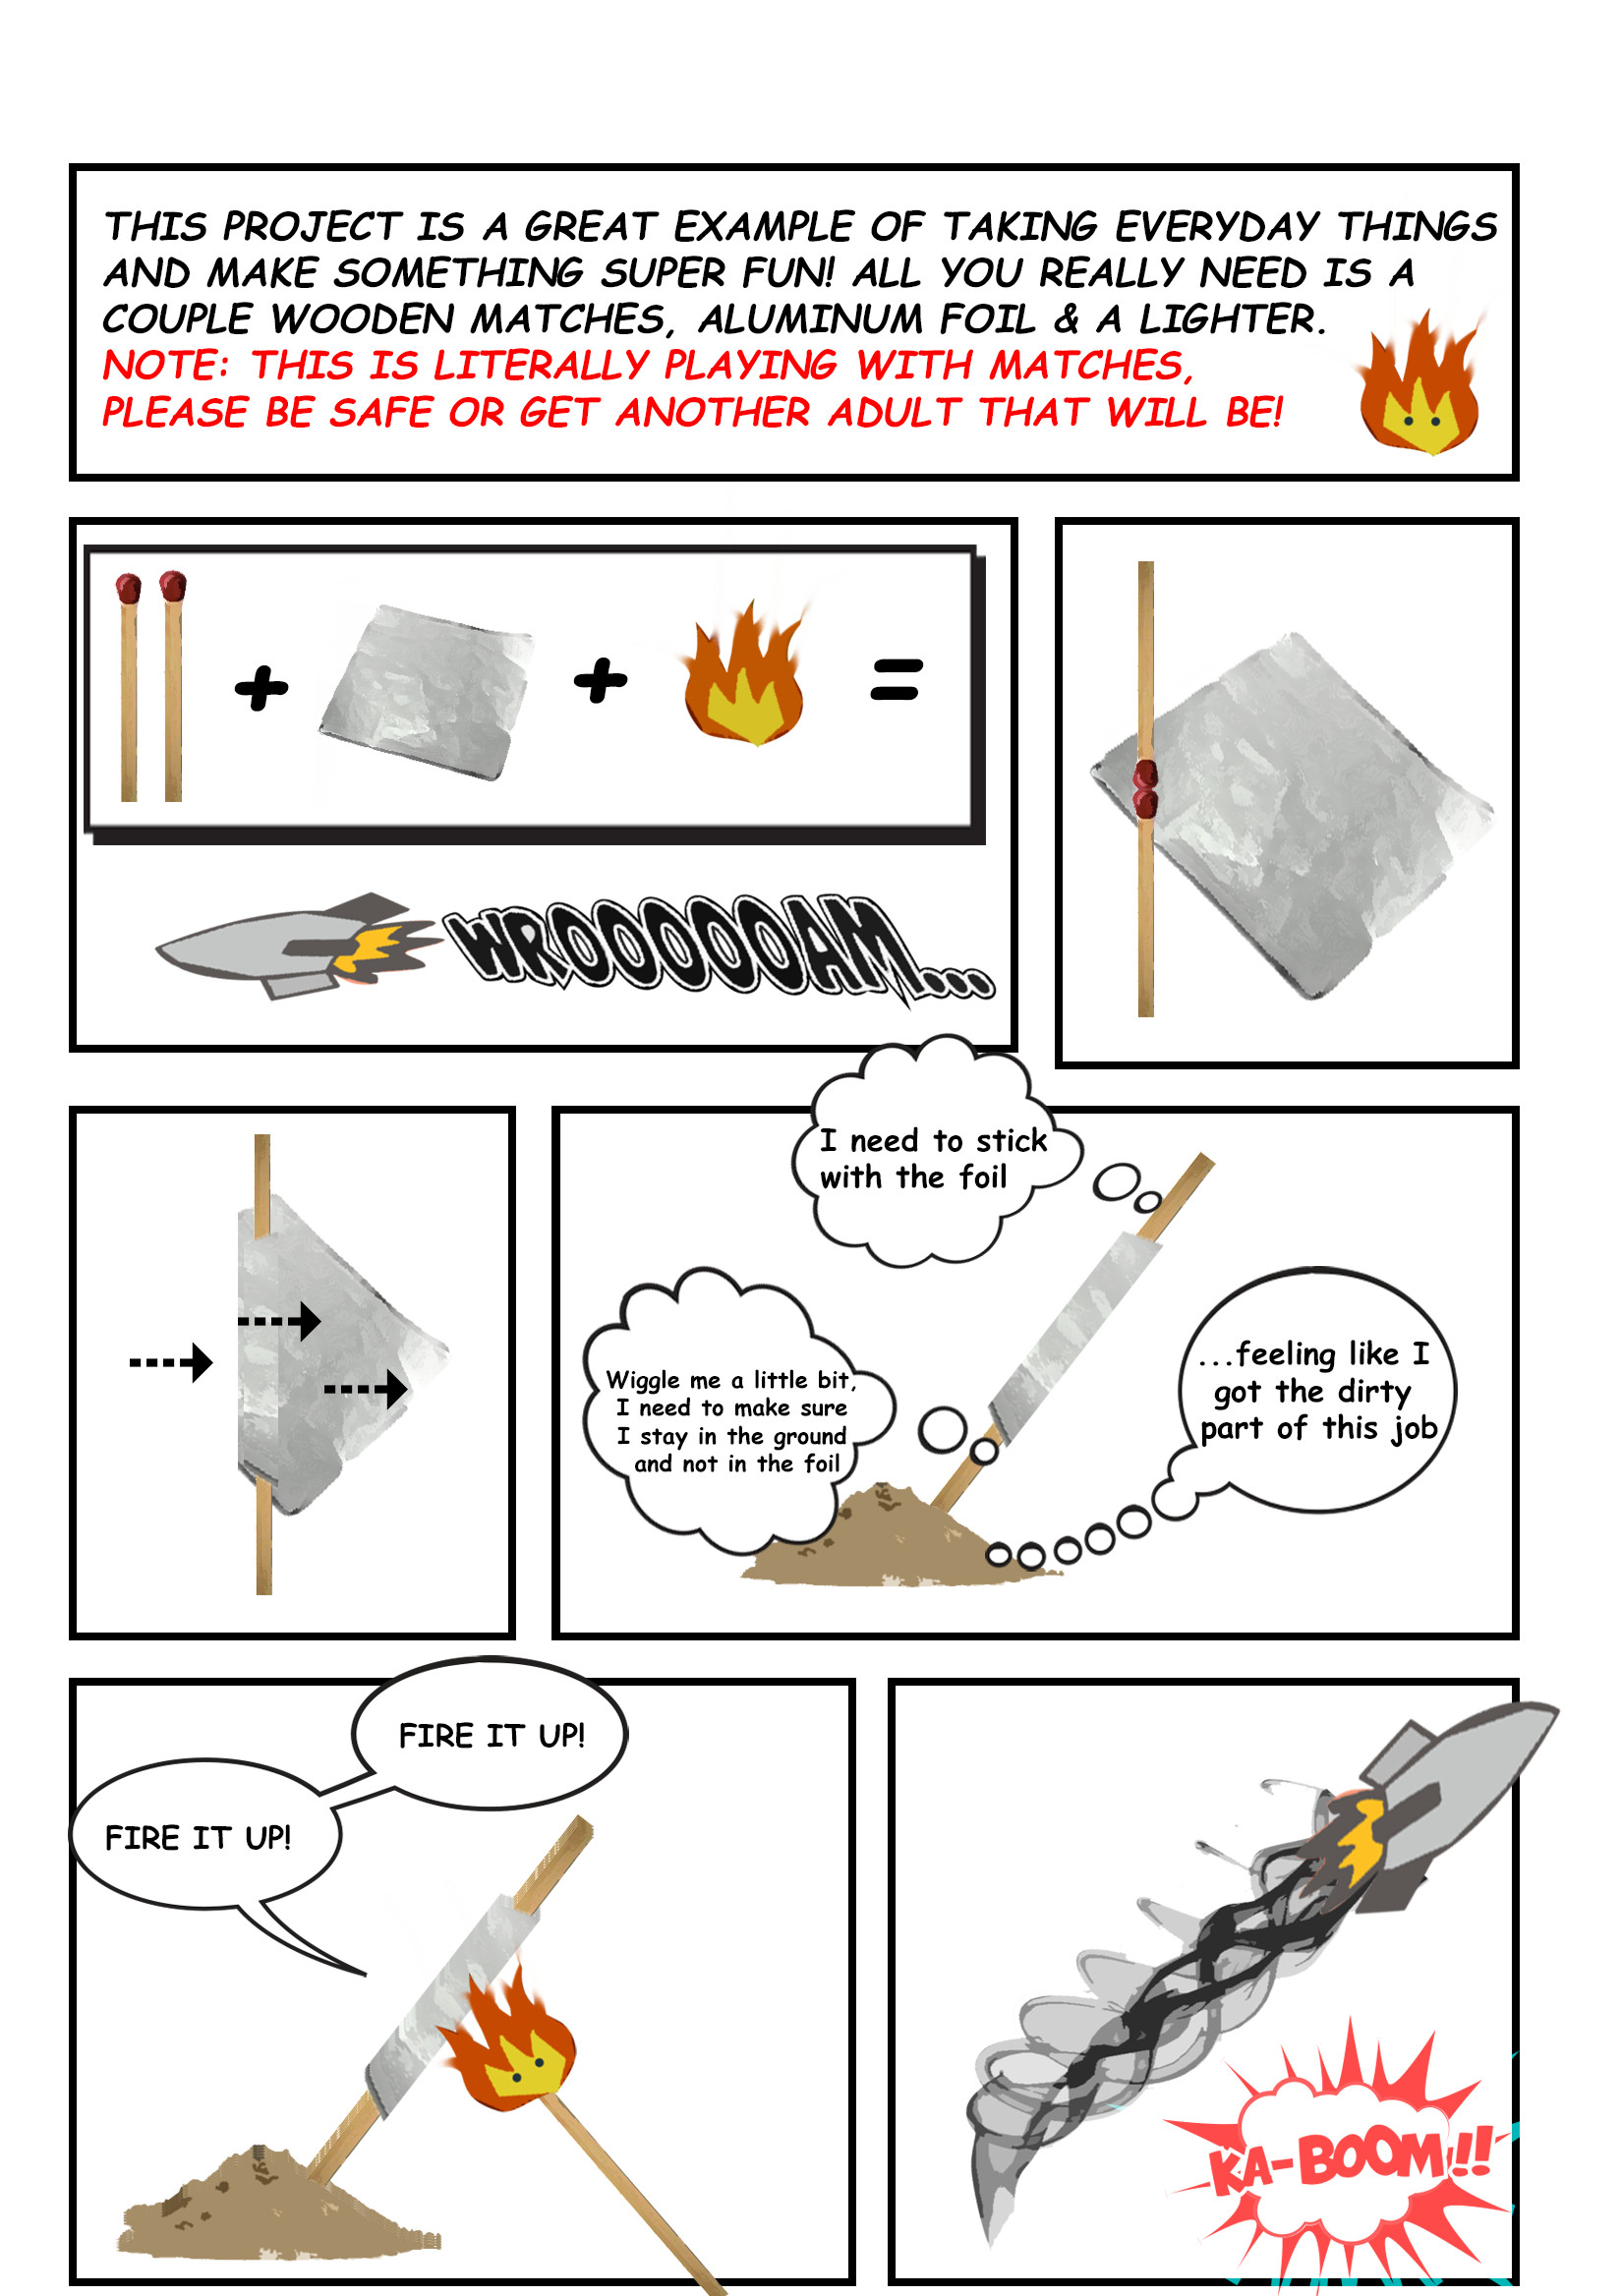 THIS PROJECT IS A GREAT EXAMPLE OF TAKING EVERYDAY THINGS
AND MAKE SOMETHING SUPER FUN! ALL YOU REALLY NEED IS A
COUPLE WOODEN MATCHES, ALUMINUM FOIL & A LIGHTER.
NOTE: THIS IS LITERALLY PLAYING WITH MATCHES,
PLEASE BE SAFE OR GET ANOTHER ADULT THAT WILL BE!
+ + =
WROOOOOAM...
I need to stick
with the foil
Wiggle me a little bit,
I need to make sure
I stay in the ground
and not in the foil
...feeling like I
got the dirty
part of this job
FIRE IT UP!
FIRE IT UP!
KA-BOOM!!